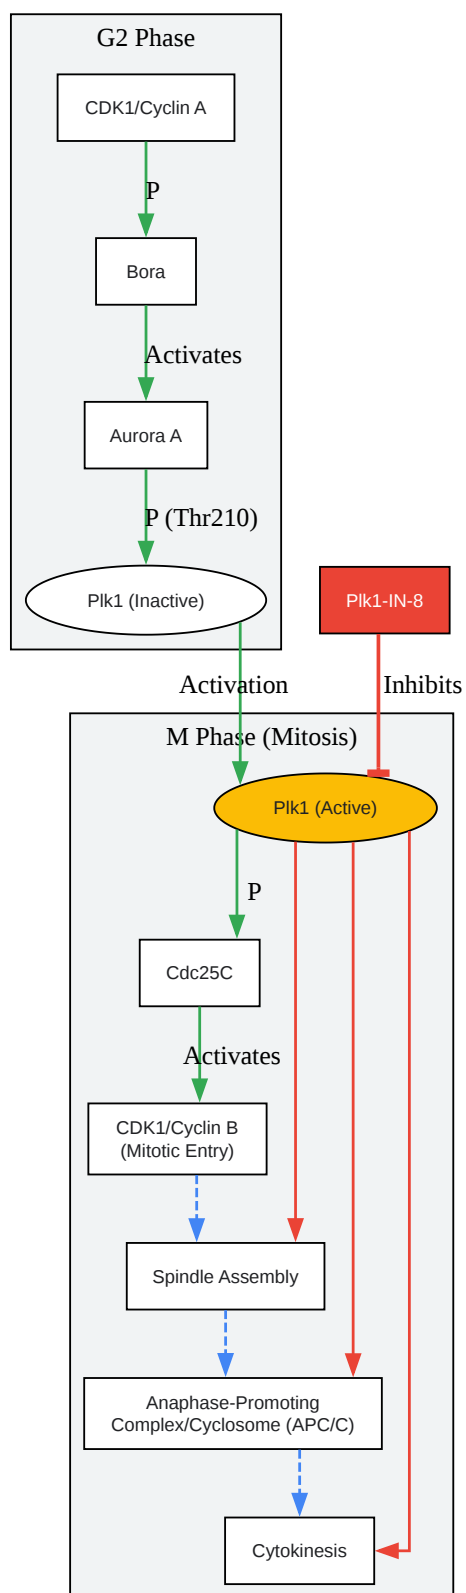 G2 Phase
CDK1/Cyclin A
P
Bora
Activates
Aurora A
P (Thr210)
Plk1 (Inactive)
Plk1-IN-8
Activation
Inhibits
M Phase (Mitosis)
Plk1 (Active)
P
Cdc25C
Activates
CDK1/Cyclin B
(Mitotic Entry)
Spindle Assembly
Anaphase-Promoting
Complex/Cyclosome (APC/C)
Cytokinesis